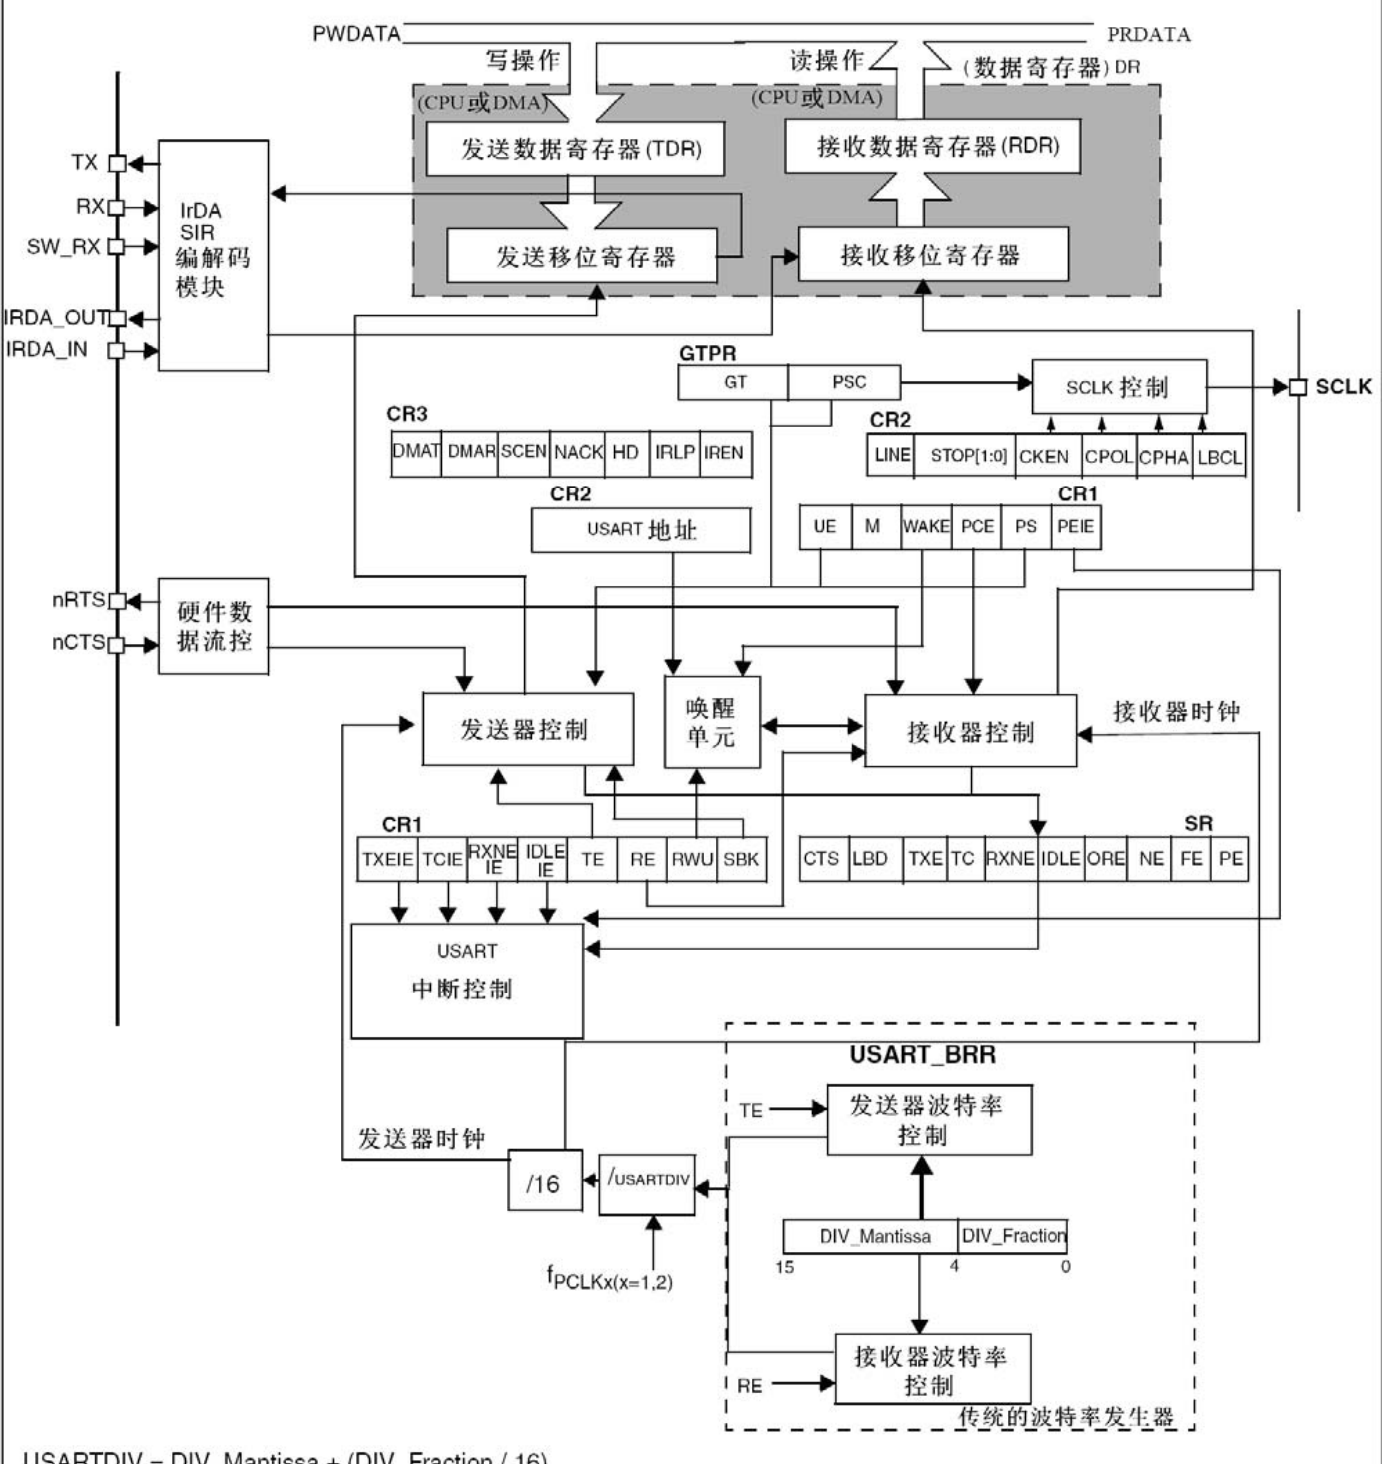 PWDATA
PRDATA
写操作
读操作
(数据寄存器) DR
(CPU或DMA)
(CPU或DMA)
发送数据寄存器(TDR)
接收数据寄存器(RDR)
TX
RX
SW_RX
IRDA_OUT
IRDA_IN
IrDA
SIR
编解码
模块
发送移位寄存器
接收移位寄存器
GTPR
GT
PSC
SCLK 控制
SCLK
CR3
DMAT
DMAR
SCEN
NACK
HD
IRLP
IREN
CR2
LINE
STOP[1:0]
CKEN
CPOL
CPHA
LBCL
CR2
USART 地址
CR1
UE
M
WAKE
PCE
PS
PEIE
nRTS
nCTS
硬件数
据流控
发送器控制
唤醒
单元
接收器控制
接收器时钟
CR1
TXEIE
TCIE
RXNE
IE
IDLE
IE
TE
RE
RWU
SBK
SR
CTS
LBD
TXE
TC
RXNE
IDLE
ORE
NE
FE
PE
USART
中断控制
USART_BRR
TE
发送器波特率
控制
发送器时钟
/16
/USARTDIV
fPCLKx(x=1,2)
DIV_Mantissa
DIV_Fraction
15
4
0
RE
接收器波特率
控制
传统的波特率发生器
USARTDIV = DIV_Mantissa + (DIV_Fraction / 16)